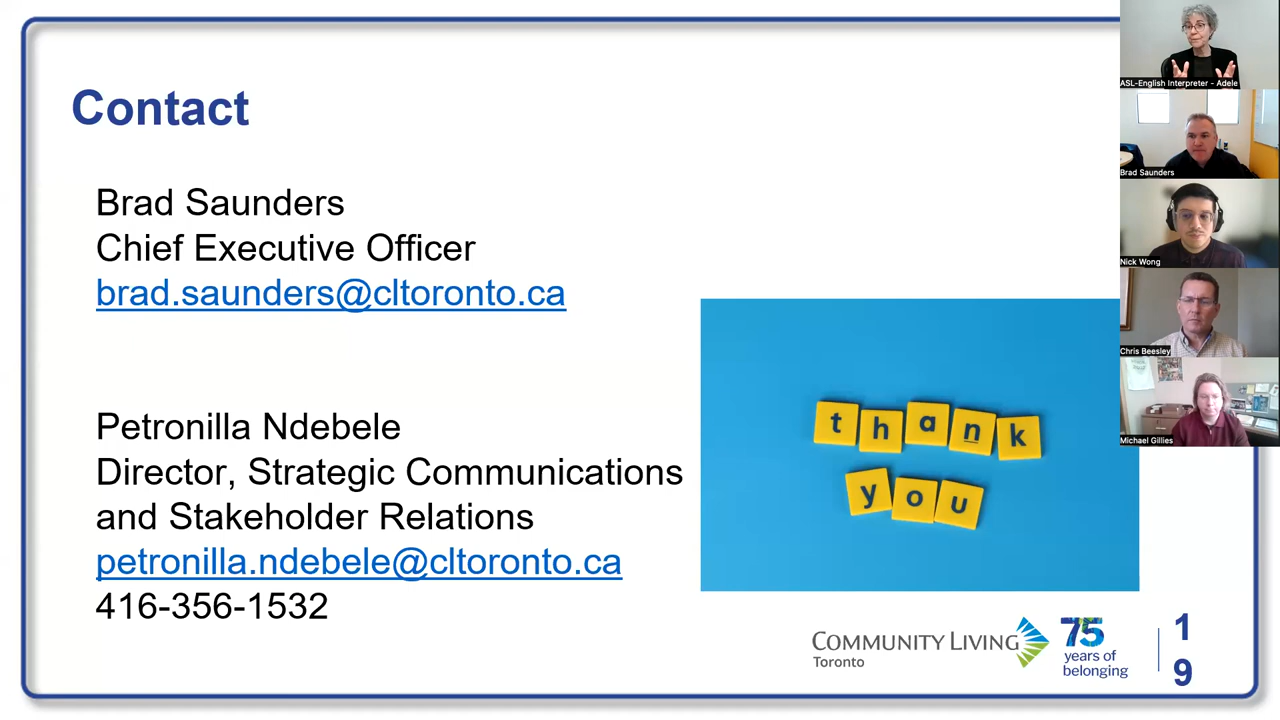 Contact
Brad Saunders
Chief Executive Officer
brad.saunders@cltoronto.ca
Petronilla Ndebele
Director, Strategic Communications
and Stakeholder Relations
petronilla.ndebele@cltoronto.ca
416-356-1532
thank
you
COMMUNITY LIVING
Toronto
75
years of
belonging
1
9
ASL-English Interpreter - Adele
Brad Saunders
Nick Wong
Chris Beesley
Michael Gillies